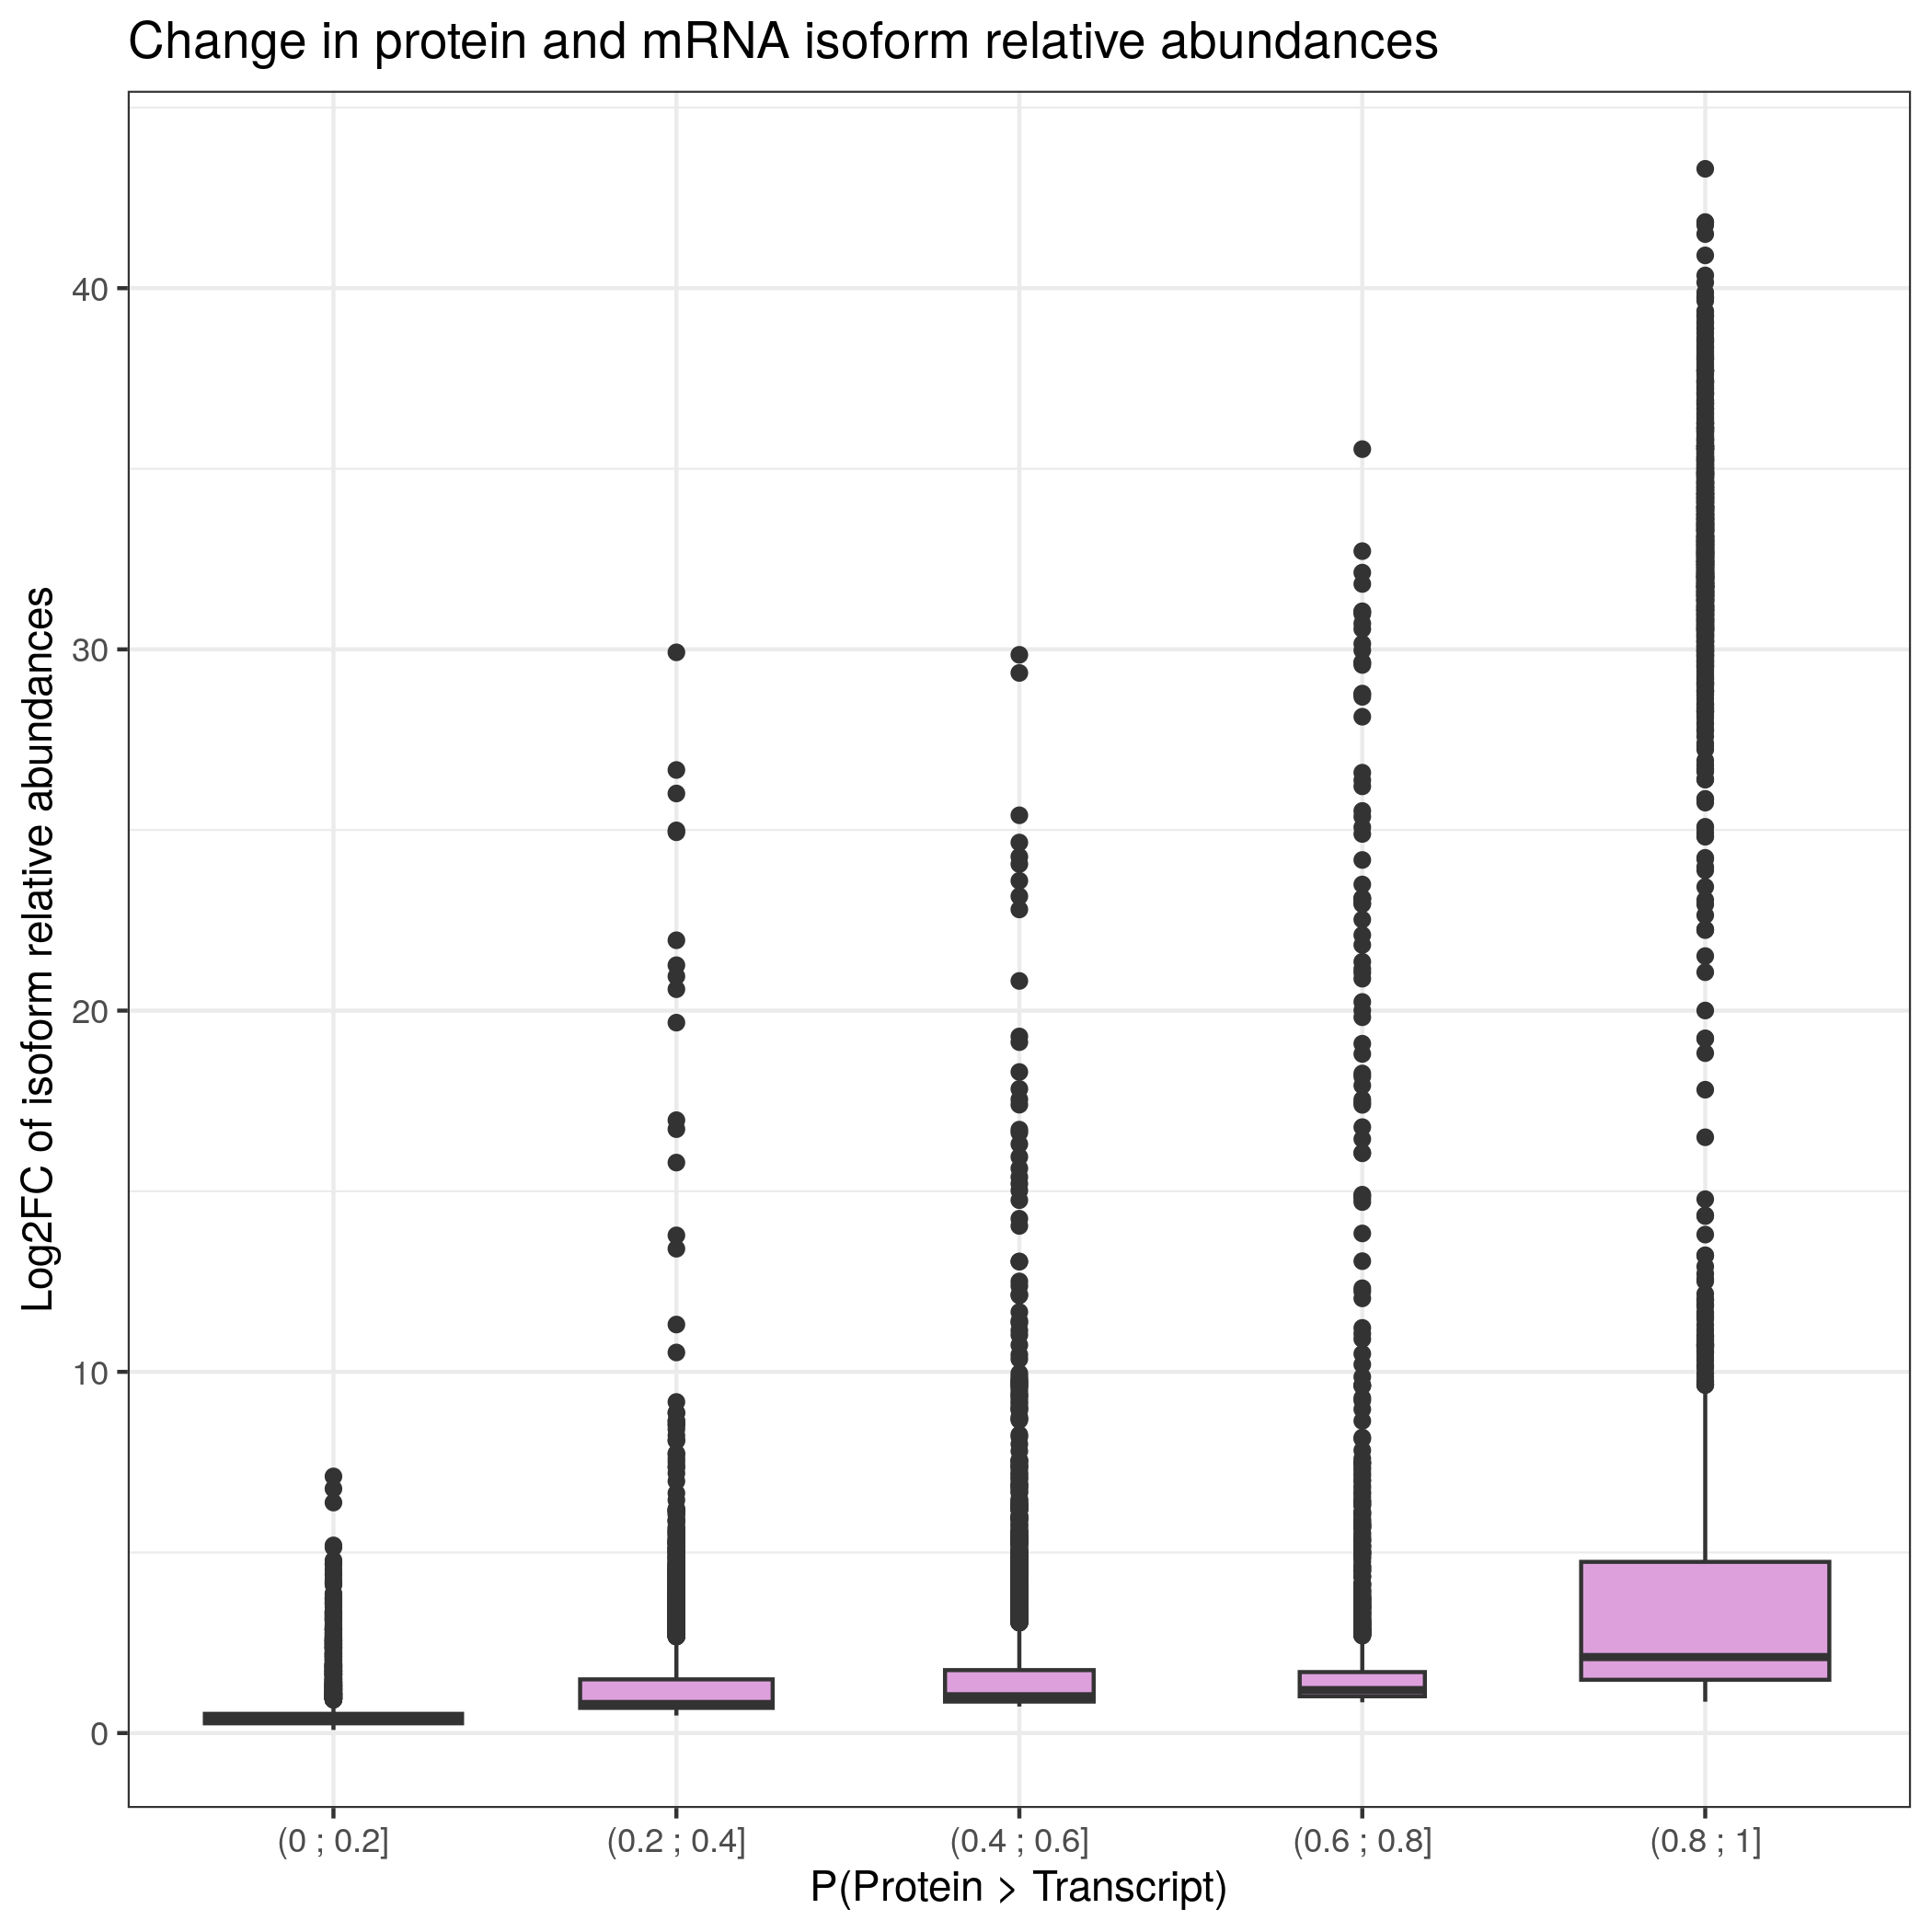 Change in protein and mRNA isoform relative abundances
Log2FC of isoform relative abundances
40
30
20
10
0
(0 ; 0.2]
(0.2 ; 0.4]
(0.4 ; 0.6]
(0.6 ; 0.8]
(0.8 ; 1]
P(Protein > Transcript)